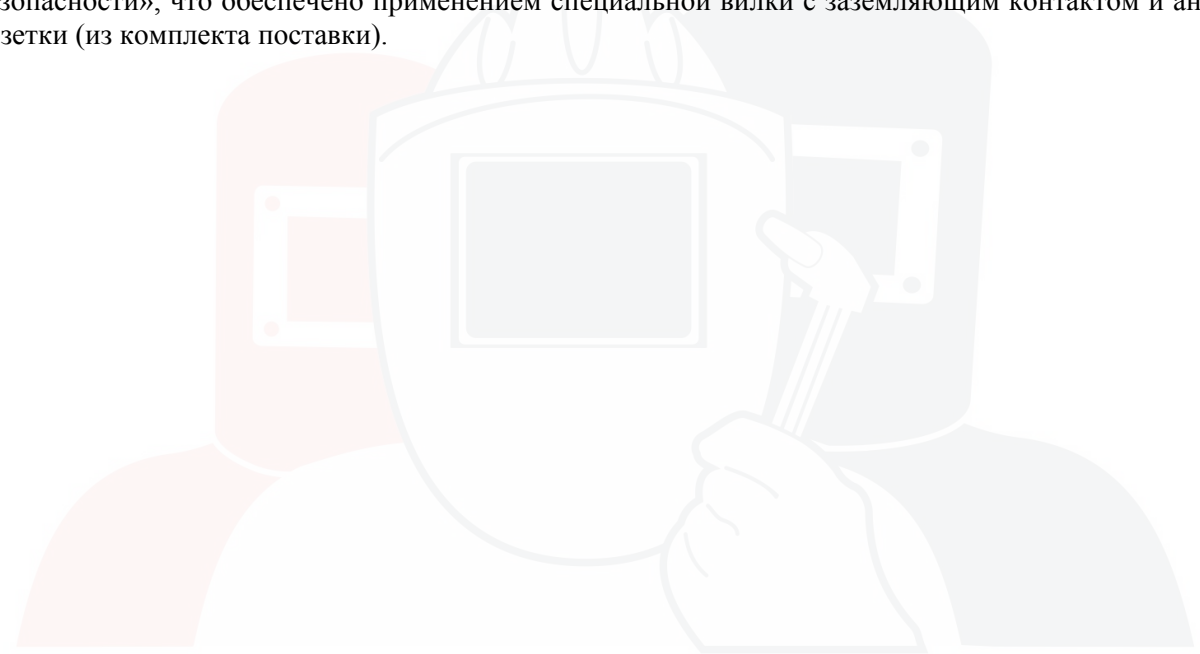 зопасности», что обеспечено применением специальной вилки с заземляющим контактом и ан
зетки (из комплекта поставки).